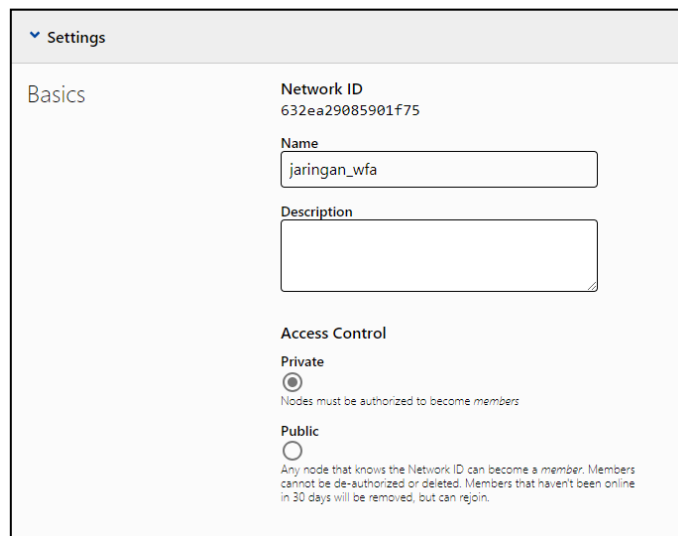 Settings
Basics
Network ID
632ea29085901f75
Name
jaringan_wfa
Description
Access Control
Private
Nodes must be authorized to become members
Public
Any node that knows the Network ID can become a member. Members
cannot be de-authorized or deleted. Members that haven't been online
in 30 days will be removed, but can rejoin.